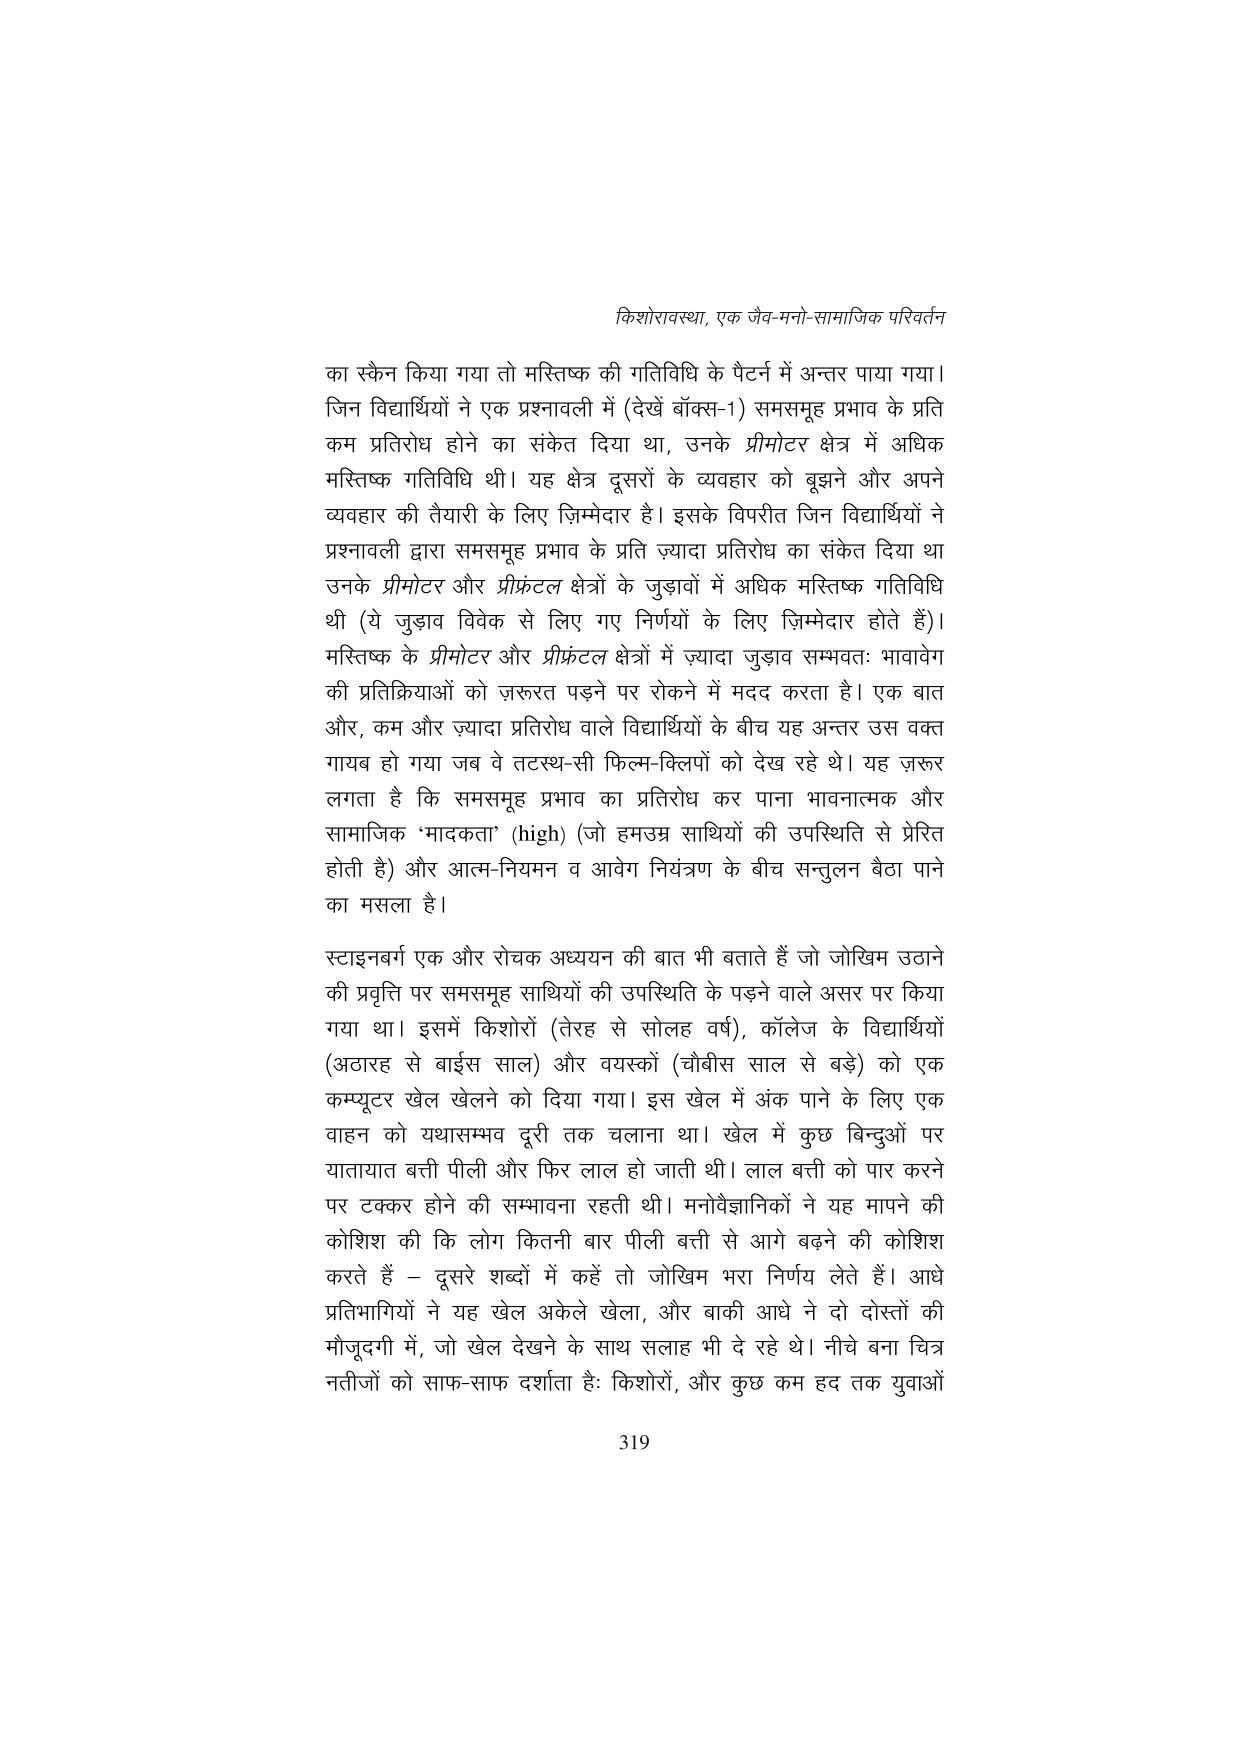 किशोरावस्था, एक जैव-मनो-सामाजिक परिवर्तन
का स्कैन किया गया तो मस्तिष्क की गतिविधि के पैटर्न में अन्तर पाया गया।
जिन विद्यार्थियों ने एक प्रश्नावली में (देखें बॉक्स-1) समसमूह प्रभाव के प्रति
कम प्रतिरोध होने का संकेत दिया था, उनके प्रीमोटर क्षेत्र में अधिक
मस्तिष्क गतिविधि थी। यह क्षेत्र दूसरों के व्यवहार को बूझने और अपने
व्यवहार की तैयारी के लिए ज़िम्मेदार है। इसके विपरीत जिन विद्यार्थियों ने
प्रश्नावली द्वारा समसमूह प्रभाव के प्रति ज़्यादा प्रतिरोध का संकेत दिया था
उनके प्रीमोटर और प्रीफ्रंटल क्षेत्रों के जुड़ावों में अधिक मस्तिष्क गतिविधि
थी (ये जुड़ाव विवेक से लिए गए निर्णयों के लिए ज़िम्मेदार होते हैं)।
मस्तिष्क के प्रीमोटर और प्रीफ्रंटल क्षेत्रों में ज़्यादा जुड़ाव सम्भवतः भावावेग
की प्रतिक्रियाओं को ज़रूरत पड़ने पर रोकने में मदद करता है। एक बात
और, कम और ज़्यादा प्रतिरोध वाले विद्यार्थियों के बीच यह अन्तर उस वक्त
गायब हो गया जब वे तटस्थ-सी फिल्म-क्लिपों को देख रहे थे। यह ज़रूर
लगता है कि समसमूह प्रभाव का प्रतिरोध कर पाना भावनात्मक और
सामाजिक ‘मादकता’ (high) (जो हमउम्र साथियों की उपस्थिति से प्रेरित
होती है) और आत्म-नियमन व आवेग नियंत्रण के बीच सन्तुलन बैठा पाने
का मसला है।
स्टाइनबर्ग एक और रोचक अध्ययन की बात भी बताते हैं जो जोखिम उठाने
की प्रवृत्ति पर समसमूह साथियों की उपस्थिति के पड़ने वाले असर पर किया
गया था। इसमें किशोरों (तेरह से सोलह वर्ष), कॉलेज के विद्यार्थियों
(अठारह से बाईस साल) और वयस्कों (चौबीस साल से बड़े) को एक
कम्प्यूटर खेल खेलने को दिया गया। इस खेल में अंक पाने के लिए एक
वाहन को यथासम्भव दूरी तक चलाना था। खेल में कुछ बिन्दुओं पर
यातायात बत्ती पीली और फिर लाल हो जाती थी। लाल बत्ती को पार करने
पर टक्कर होने की सम्भावना रहती थी। मनोवैज्ञानिकों ने यह मापने की
कोशिश की कि लोग कितनी बार पीली बत्ती से आगे बढ़ने की कोशिश
करते हैं – दूसरे शब्दों में कहें तो जोखिम भरा निर्णय लेते हैं। आधे
प्रतिभागियों ने यह खेल अकेले खेला, और बाकी आधे ने दो दोस्तों की
मौजूदगी में, जो खेल देखने के साथ सलाह भी दे रहे थे। नीचे बना चित्र
नतीजों को साफ-साफ दर्शाता हैः किशोरों, और कुछ कम हद तक युवाओं
319